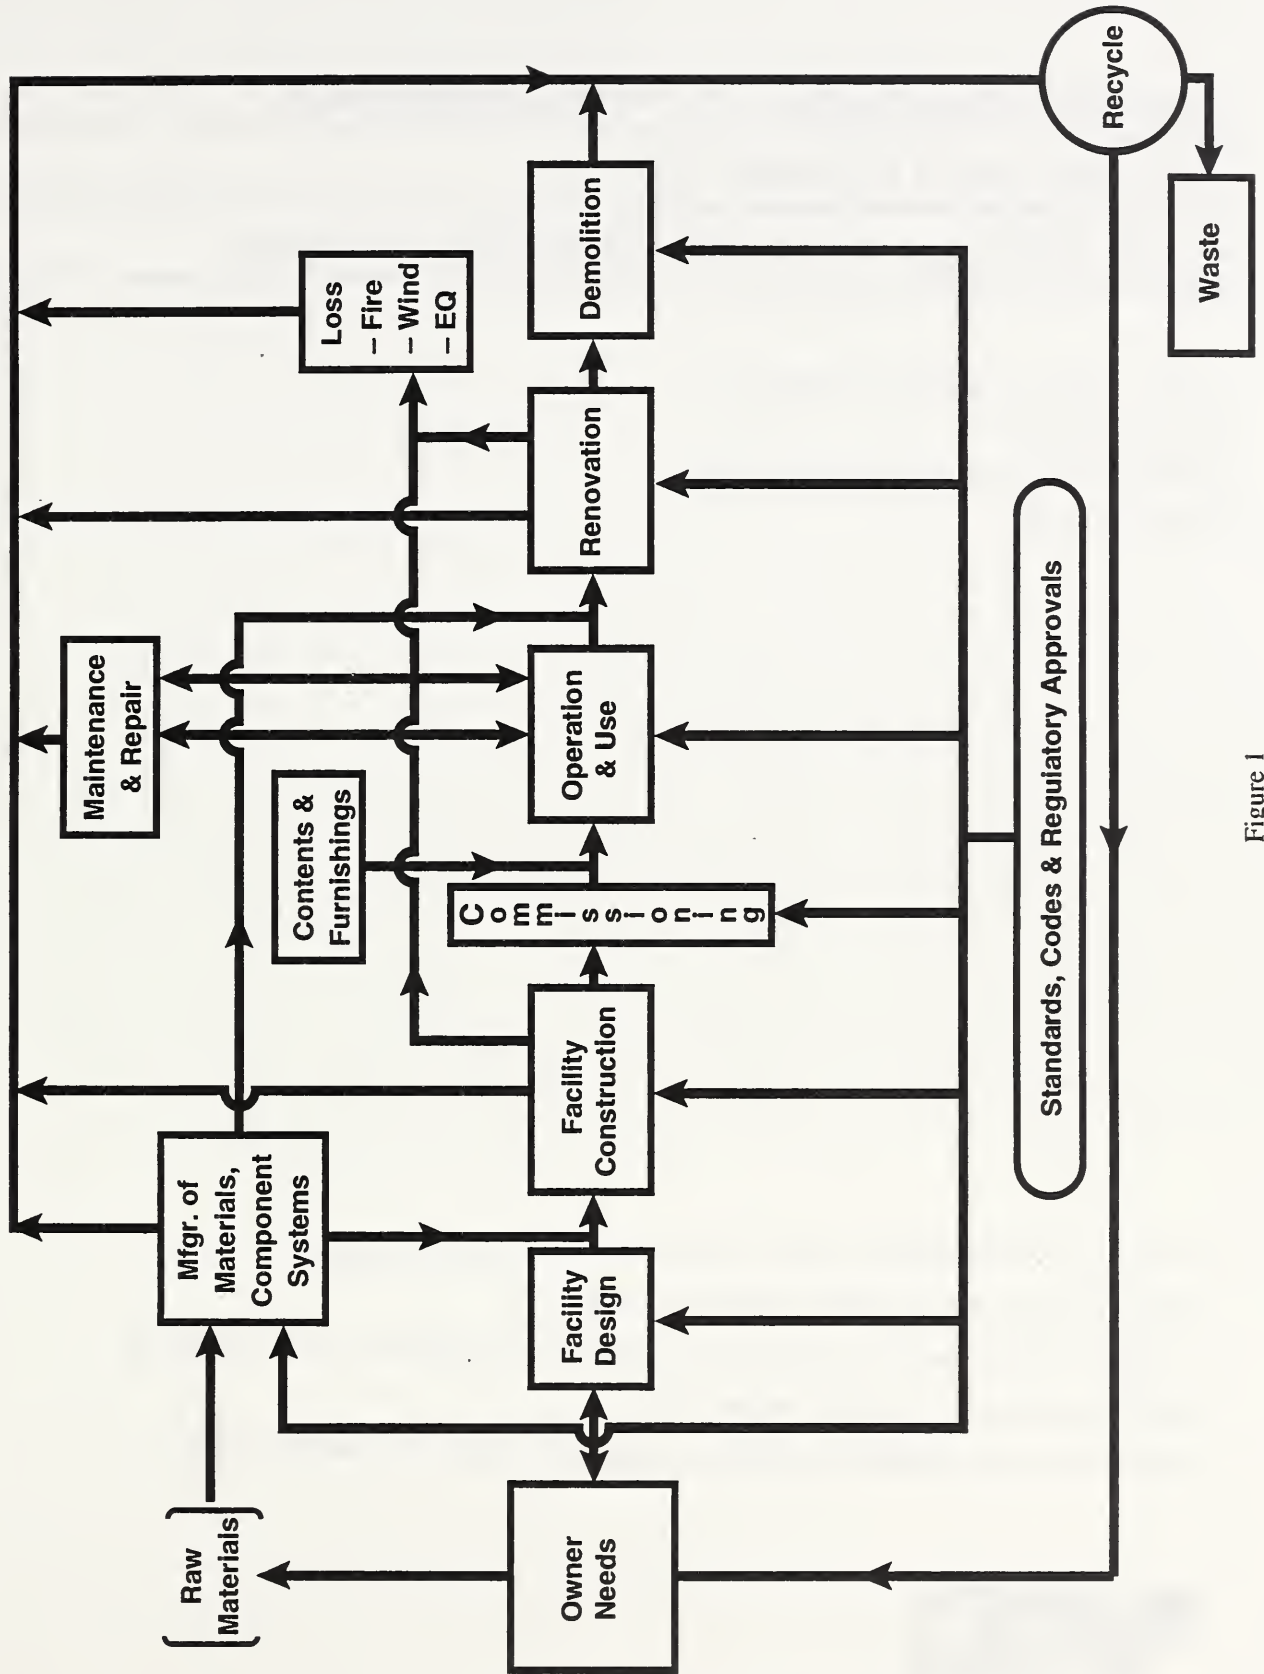 Raw
Materials
Mfgr. of
Materials,
Component
Systems
Maintenance
& Repair
Contents &
Furnishings
Loss
– Fire
– Wind
– EQ
Owner
Needs
Facility
Design
Facility
Construction
Commissioning
Operation
& Use
Renovation
Demolition
Standards, Codes & Reguiatory Approvals
Recycle
Waste
Figure 1